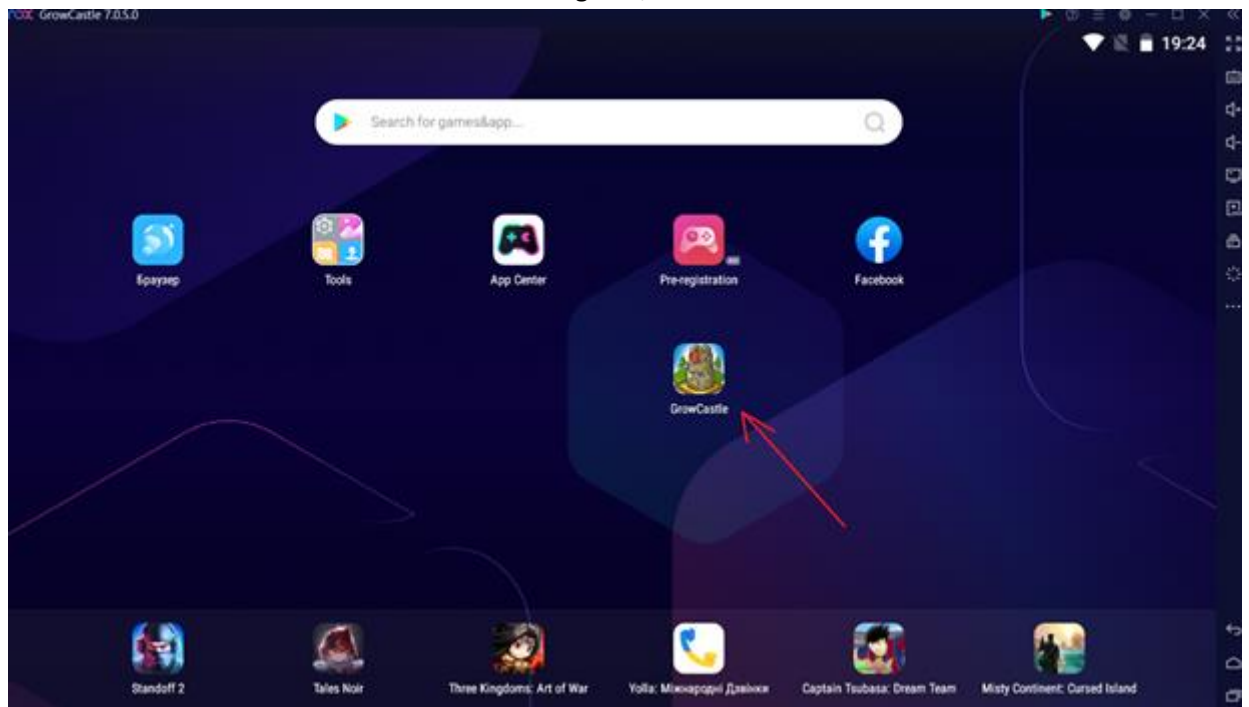 NOX GrowCastle 7.0.5.0
19:24
Search for games&app...
Браузер
Tools
App Center
Pre-registration
Facebook
GrowCastle
Standoff 2
Tales Noir
Three Kingdoms: Art of War
Yolla: Міжнародні Дзвінки
Captain Tsubasa: Dream Team
Misty Continent: Cursed Island